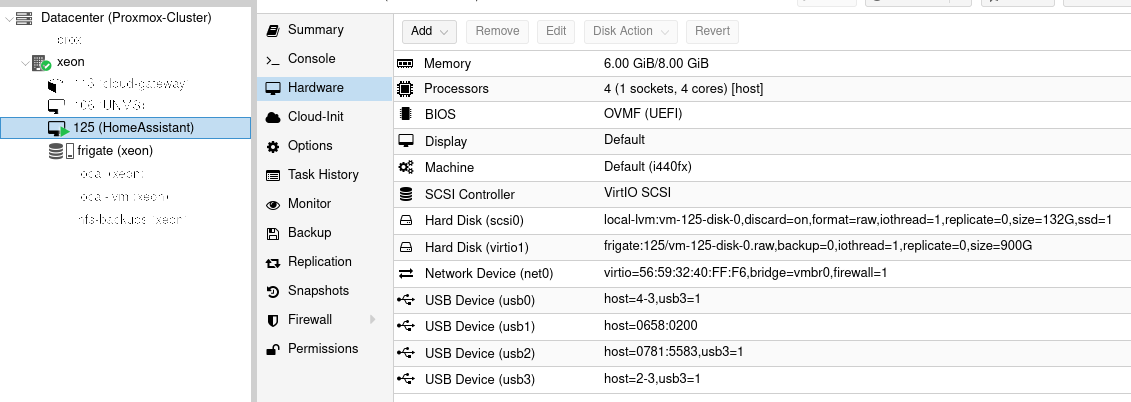 Datacenter (Proxmox-Cluster)
xeon
125 (HomeAssistant)
frigate (xeon)
Summary
Console
Hardware
Cloud-Init
Options
Task History
Monitor
Backup
Replication
Snapshots
Firewall
Permissions
Add Remove Edit Disk Action Revert
Memory 6.00 GiB/8.00 GiB
Processors 4 (1 sockets, 4 cores) [host]
BIOS OVMF (UEFI)
Display Default
Machine Default (i440fx)
SCSI Controller VirtIO SCSI
Hard Disk (scsi0) local-lvm:vm-125-disk-0,discard=on,format=raw,iothread=1,replicate=0,size=132G,ssd=1
Hard Disk (virtio1) frigate:125/vm-125-disk-0.raw,backup=0,iothread=1,replicate=0,size=900G
Network Device (net0) virtio=56:59:32:40:FF:F6,bridge=vmbr0,firewall=1
USB Device (usb0) host=4-3,usb3=1
USB Device (usb1) host=0658:0200
USB Device (usb2) host=0781:5583,usb3=1
USB Device (usb3) host=2-3,usb3=1